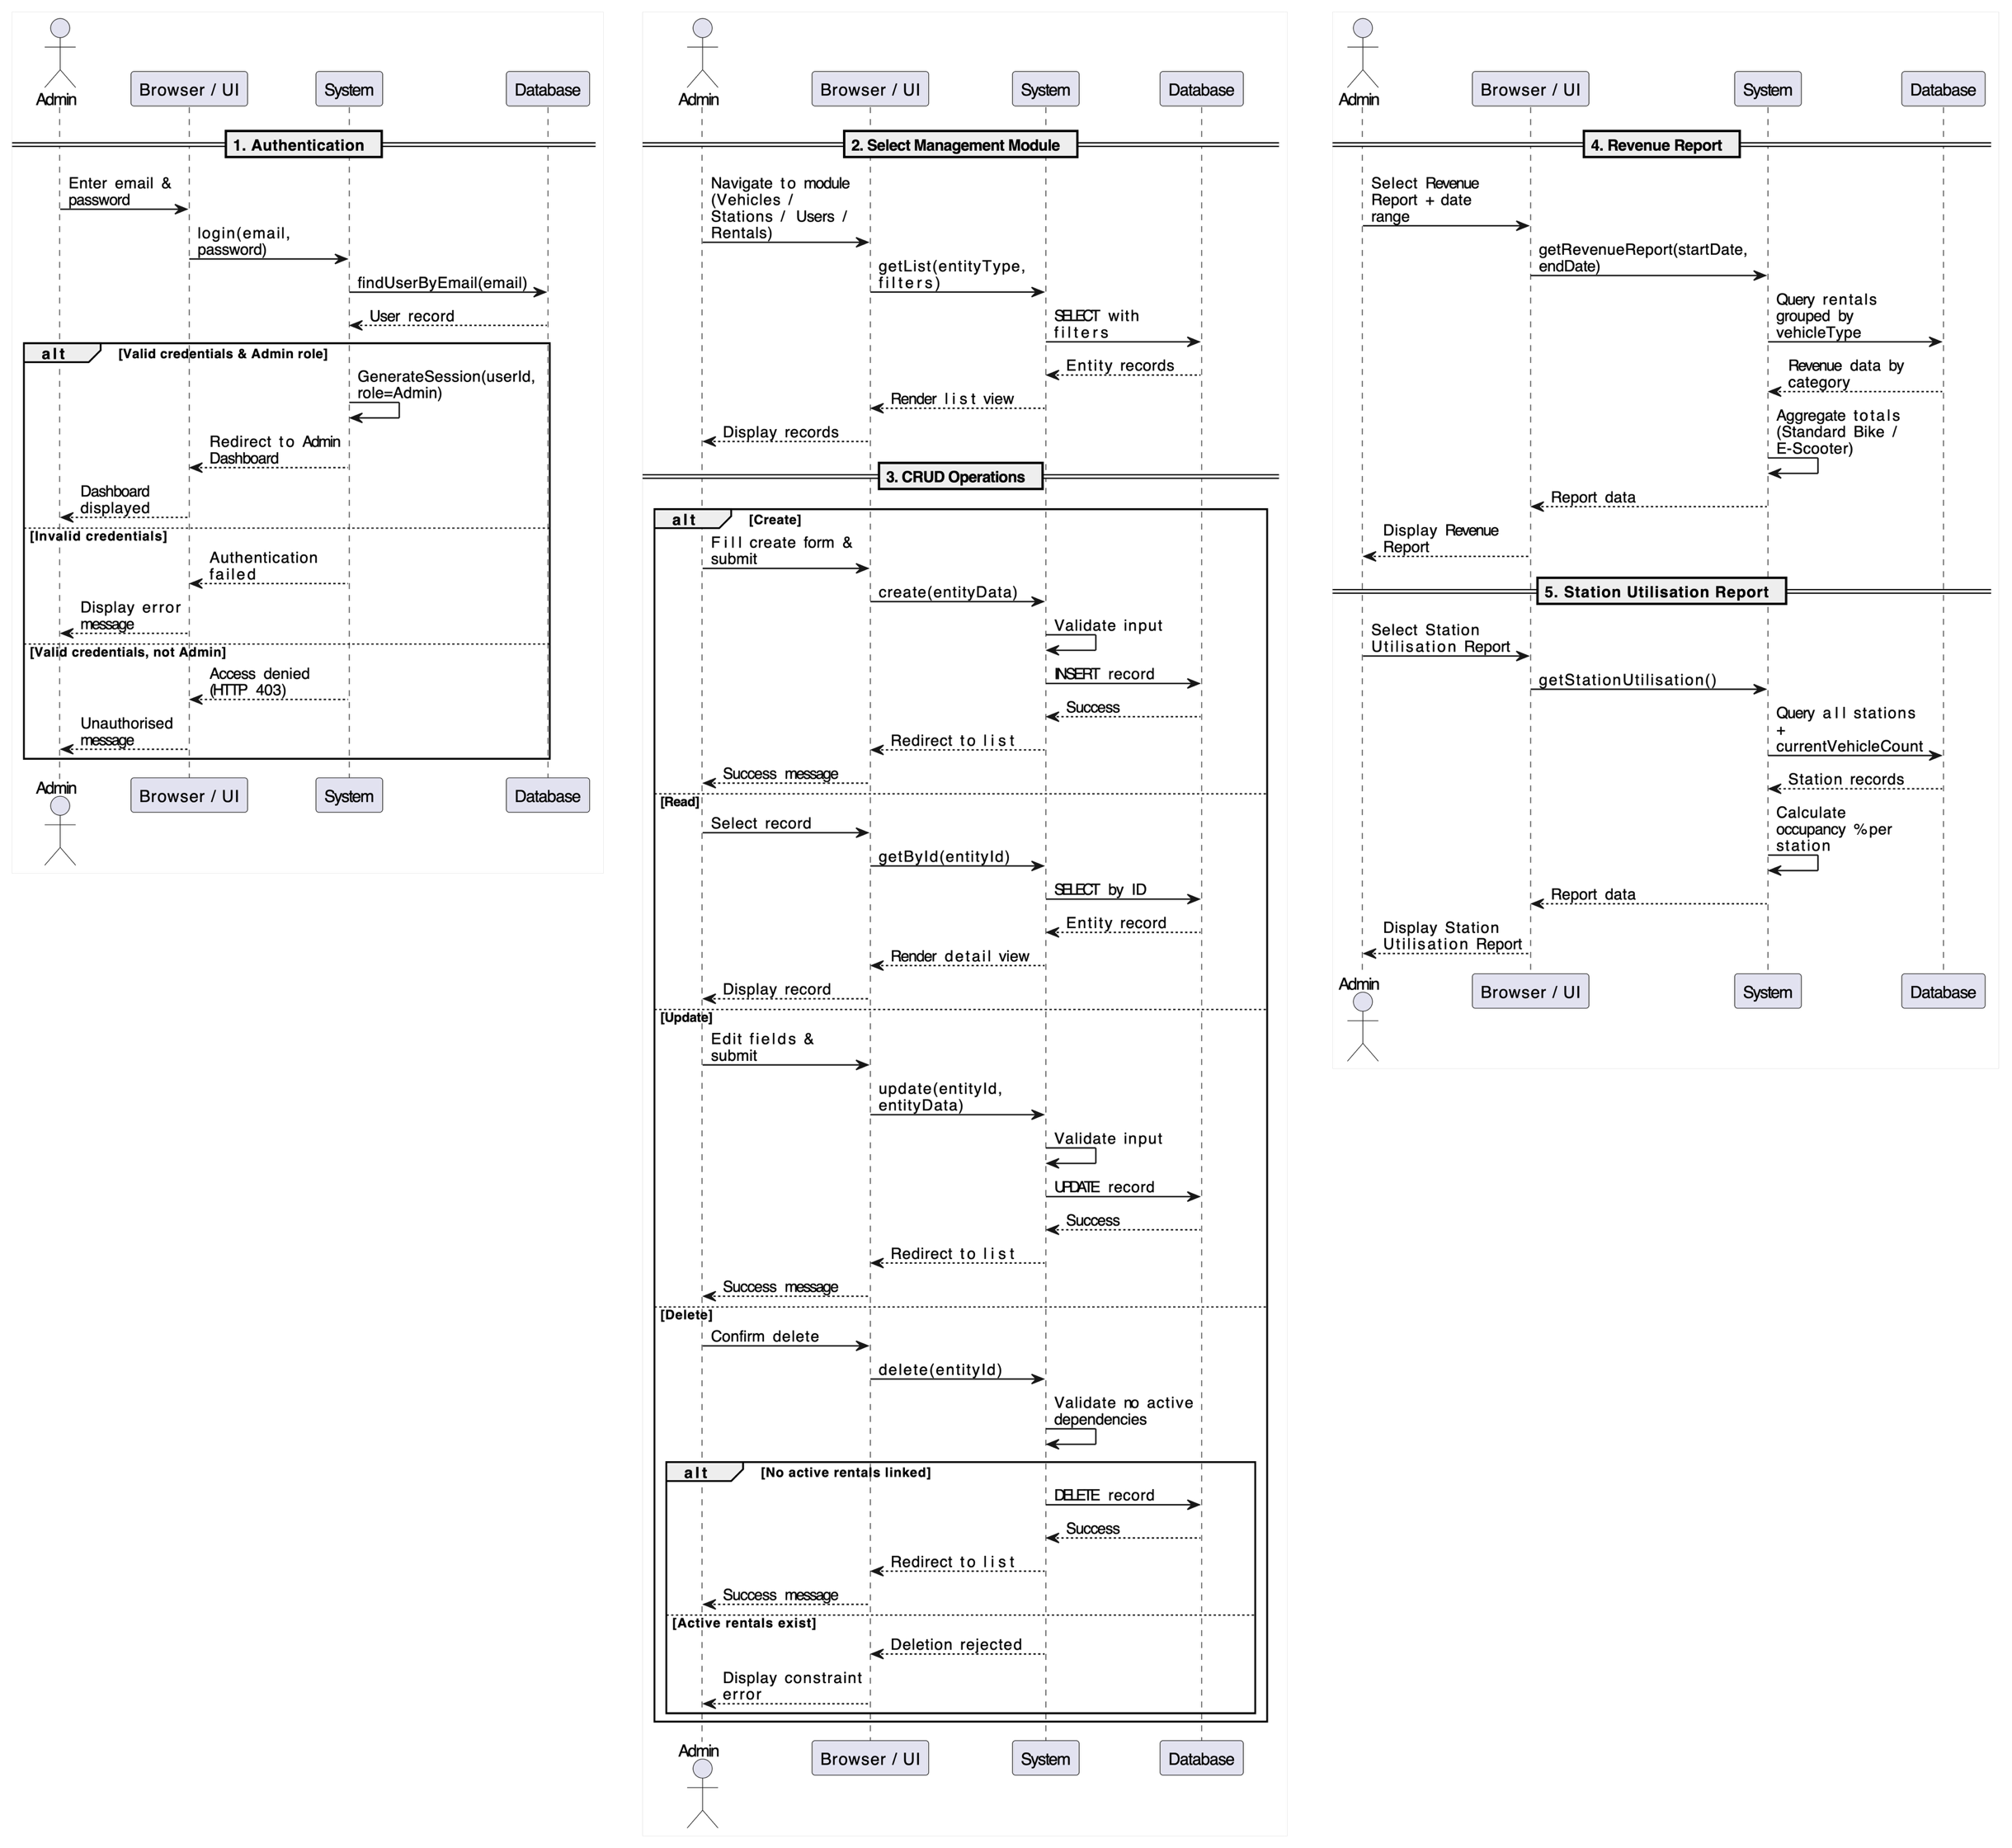 Admin
Browser / UI
System
Database
1. Authentication
Enter email &
password
login(email,
password)
findUserByEmail(email)
User record
alt
[Valid credentials & Admin role]
GenerateSession(userId,
role=Admin)
Redirect to Admin
Dashboard
Dashboard
displayed
[Invalid credentials]
Authentication
failed
Display error
message
[Valid credentials, not Admin]
Access denied
(HTTP 403)
Unauthorised
message
Admin
Browser / UI
System
Database
Admin
Browser / UI
System
Database
2. Select Management Module
Navigate to module
(Vehicles /
Stations / Users /
Rentals)
getList(entityType,
filters)
SELECT with
filters
Entity records
Render list view
Display records
3. CRUD Operations
alt
[Create]
Fill create form &
submit
create(entityData)
Validate input
INSERT record
Success
Redirect to list
Success message
[Read]
Select record
getById(entityId)
SELECT by ID
Entity record
Render detail view
Display record
[Update]
Edit fields &
submit
update(entityId,
entityData)
Validate input
UPDATE record
Success
Redirect to list
Success message
[Delete]
Confirm delete
delete(entityId)
Validate no active
dependencies
alt
[No active rentals linked]
DELETE record
Success
Redirect to list
Success message
[Active rentals exist]
Deletion rejected
Display constraint
error
Admin
Browser / UI
System
Database
Admin
Browser / UI
System
Database
4. Revenue Report
Select Revenue
Report + date
range
getRevenueReport(startDate,
endDate)
Query rentals
grouped by
vehicleType
Revenue data by
category
Aggregate totals
(Standard Bike /
E-Scooter)
Report data
Display Revenue
Report
5. Station Utilisation Report
Select Station
Utilisation Report
getStationUtilisation()
Query all stations
+
currentVehicleCount
Station records
Calculate
occupancy % per
station
Report data
Display Station
Utilisation Report
Admin
Browser / UI
System
Database